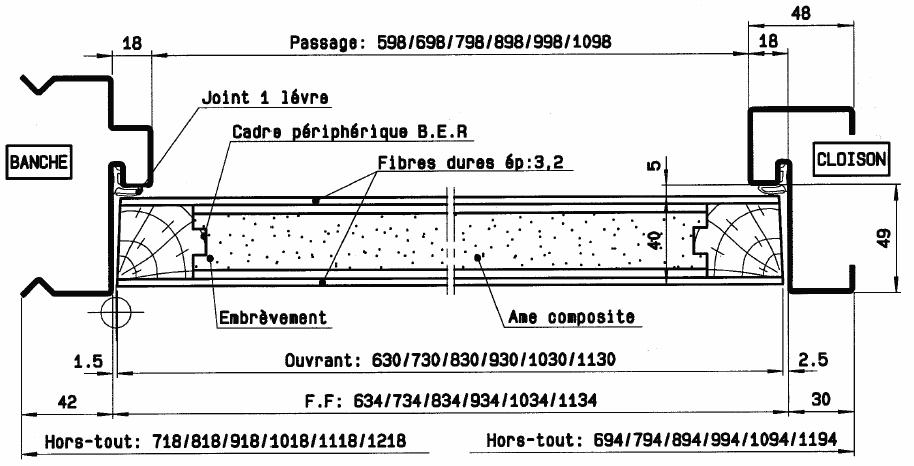 48
18
Passage: 598/698/798/898/998/1098
18
Joint 1 lévre
Cadre périphérique B.E.R
BANCHE
CLOISON
Fibres dures ép:3,2
5
49
40
Embrèvement
Ame composite
1.5
Ouvrant: 630/730/830/930/1030/1130
2.5
42
F.F: 634/734/834/934/1034/1134
30
Hors-tout: 718/818/918/1018/1118/1218
Hors-tout: 694/794/894/994/1094/1194